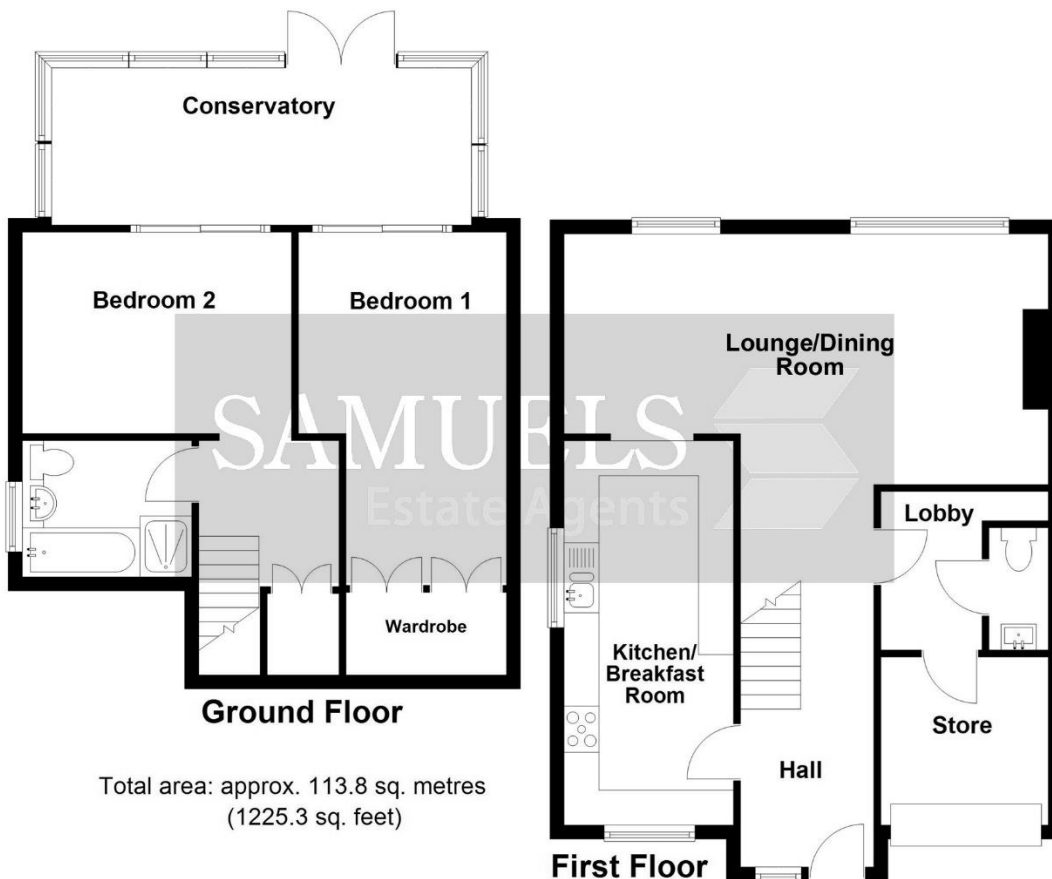 Conservatory
Bedroom 2
Bedroom 1
Wardrobe
Ground Floor
Total area: approx. 113.8 sq. metres
(1225.3 sq. feet)
SAMUELS
Estate Agents
Lounge/Dining
Room
Lobby
Kitchen/
Breakfast
Room
Store
Hall
First Floor